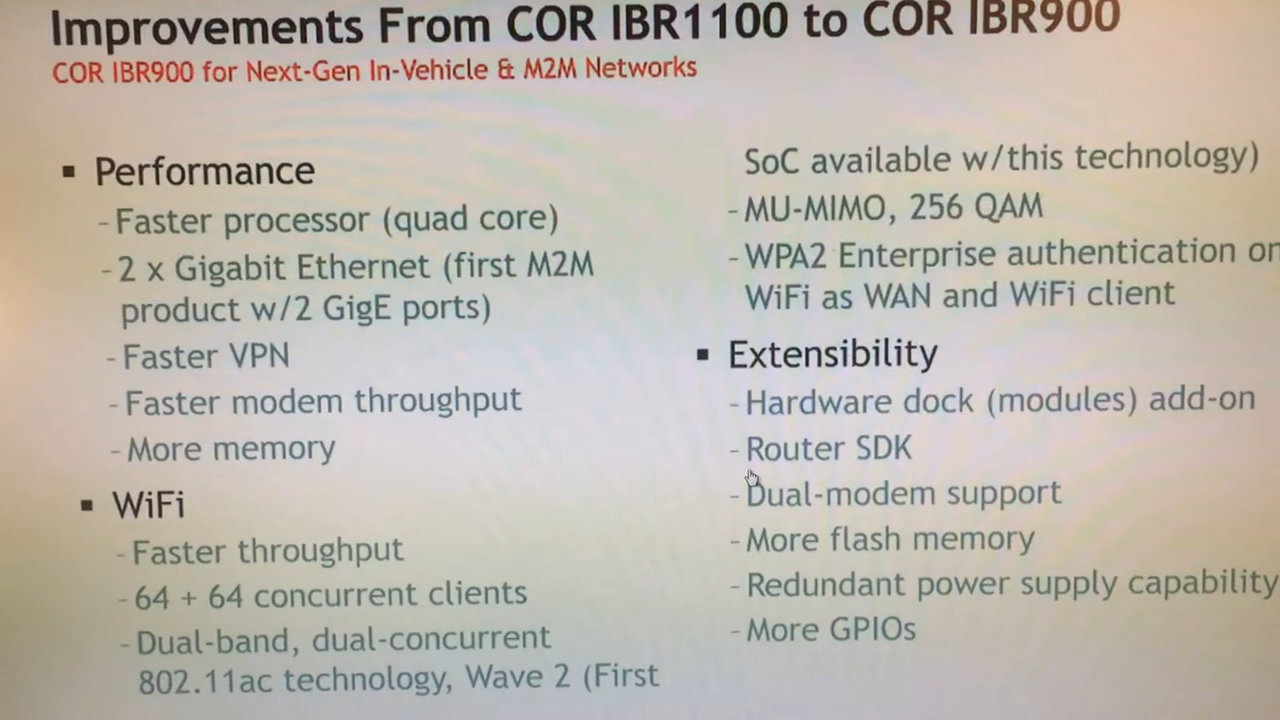 Improvements From COR IBR1100 to COR IBR900
COR IBR900 for Next-Gen In-Vehicle & M2M Networks
▪ Performance
- Faster processor (quad core)
- 2 x Gigabit Ethernet (first M2M
product w/2 GigE ports)
- Faster VPN
- Faster modem throughput
- More memory
▪ WiFi
- Faster throughput
- 64 + 64 concurrent clients
- Dual-band, dual-concurrent
802.11ac technology, Wave 2 (First
SoC available w/this technology)
- MU-MIMO, 256 QAM
- WPA2 Enterprise authentication on
WiFi as WAN and WiFi client
▪ Extensibility
- Hardware dock (modules) add-on
- Router SDK
- Dual-modem support
- More flash memory
- Redundant power supply capability
- More GPIOs